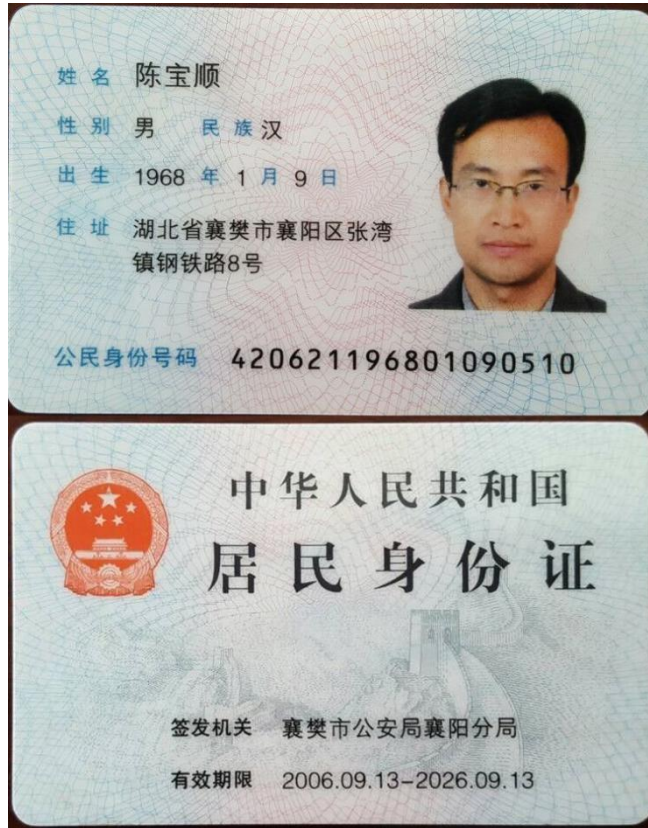 姓名 陈宝顺
性别 男 民族 汉
出生 1968 年 1 月 9 日
住址 湖北省襄樊市襄阳区张湾
镇钢铁路8号
公民身份号码 420621196801090510
中华人民共和国
居民身份证
签发机关 襄樊市公安局襄阳分局
有效期限 2006.09.13-2026.09.13